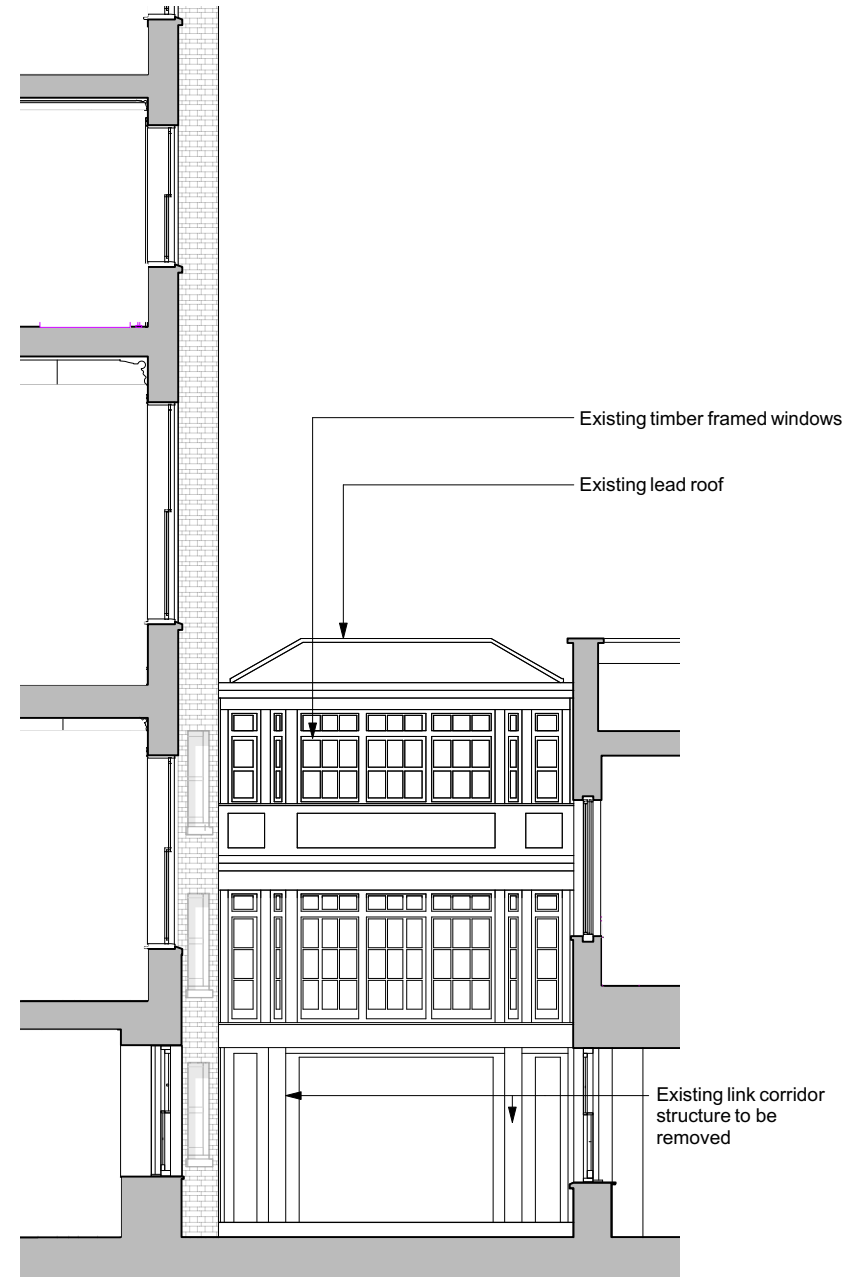 Existing timber framed windows
Existing lead roof
Existing link corridor
structure to be
removed